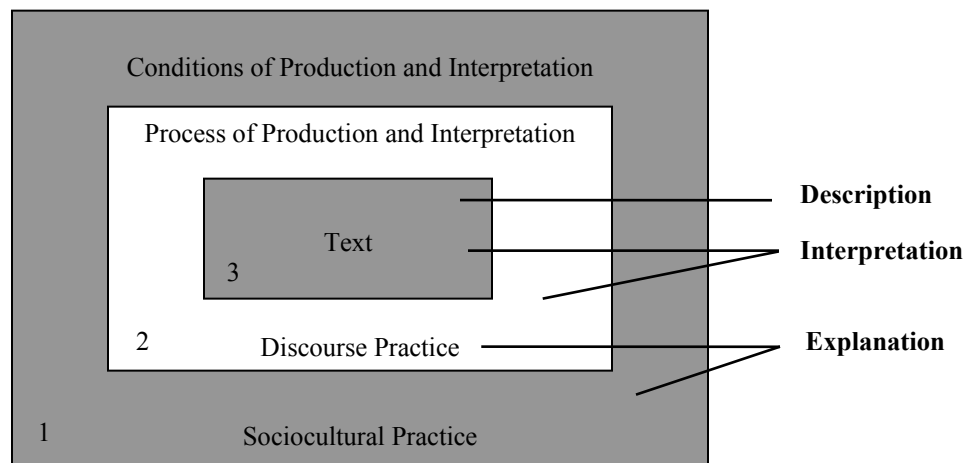 Conditions of Production and Interpretation
Process of Production and Interpretation
Description
Text
Interpretation
3
2
Discourse Practice
Explanation
1
Sociocultural Practice